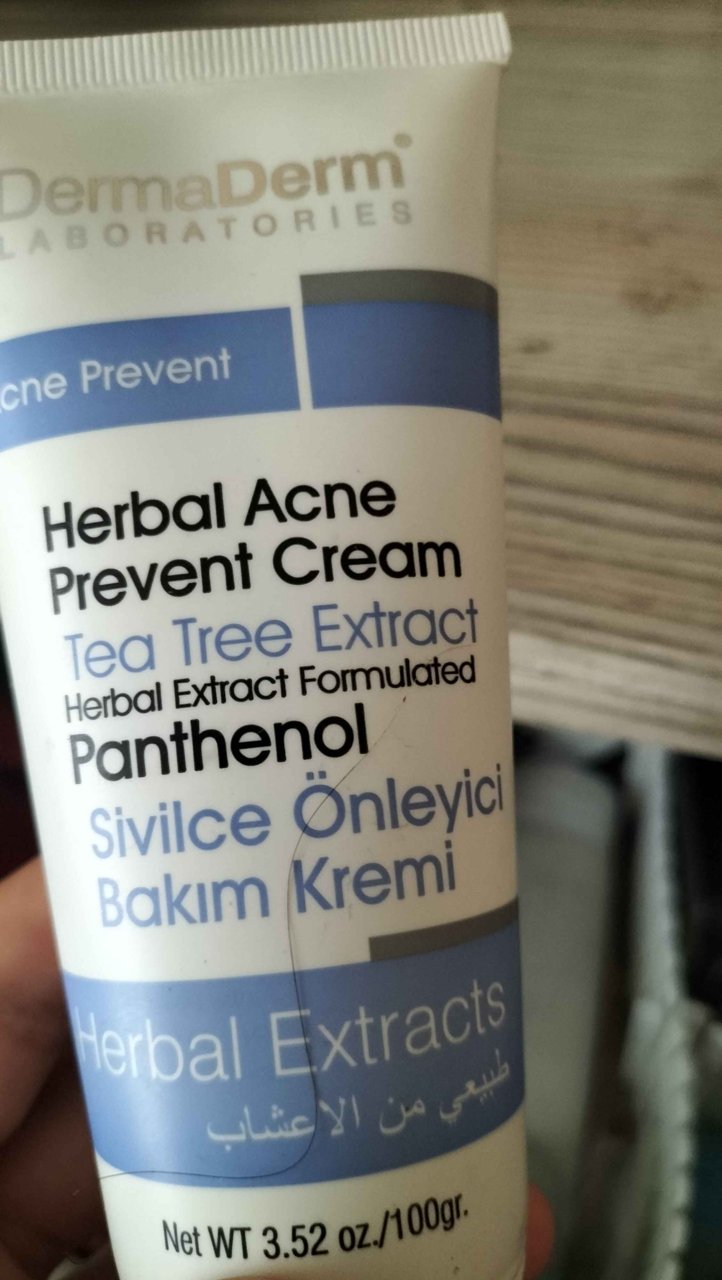 DermaDerm
LABORATORIES
cne Prevent
Herbal Acne
Prevent Cream
Tea Tree Extract
Herbal Extract Formulated
Panthenol
Sivilce Önleyici
Bakım Kremi
Herbal Extracts
طبيعي من الاعشاب
Net WT 3.52 oz./100gr.